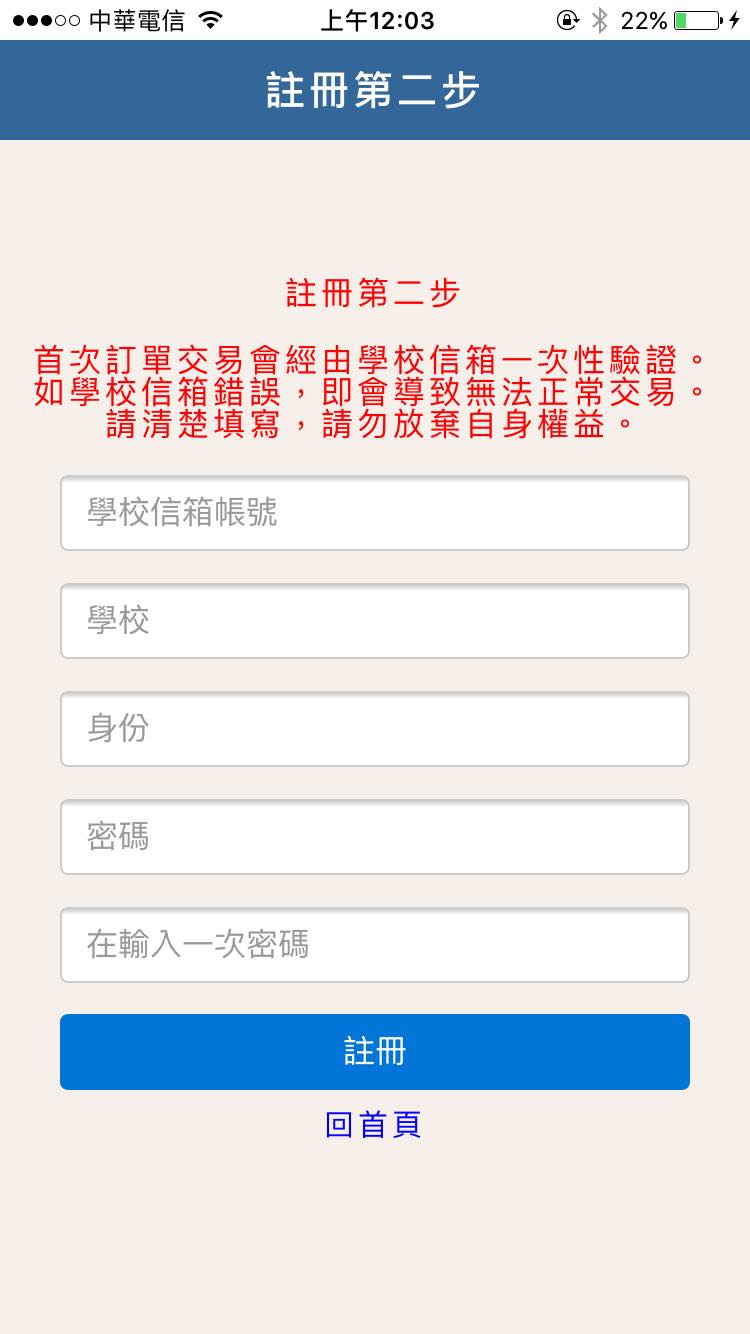 中華電信 上午12:03 22%
註冊第二步
註冊第二步
首次訂單交易會經由學校信箱一次性驗證。
如學校信箱錯誤，即會導致無法正常交易。
請清楚填寫，請勿放棄自身權益。
學校信箱帳號
學校
身份
密碼
在輸入一次密碼
註冊
回首頁